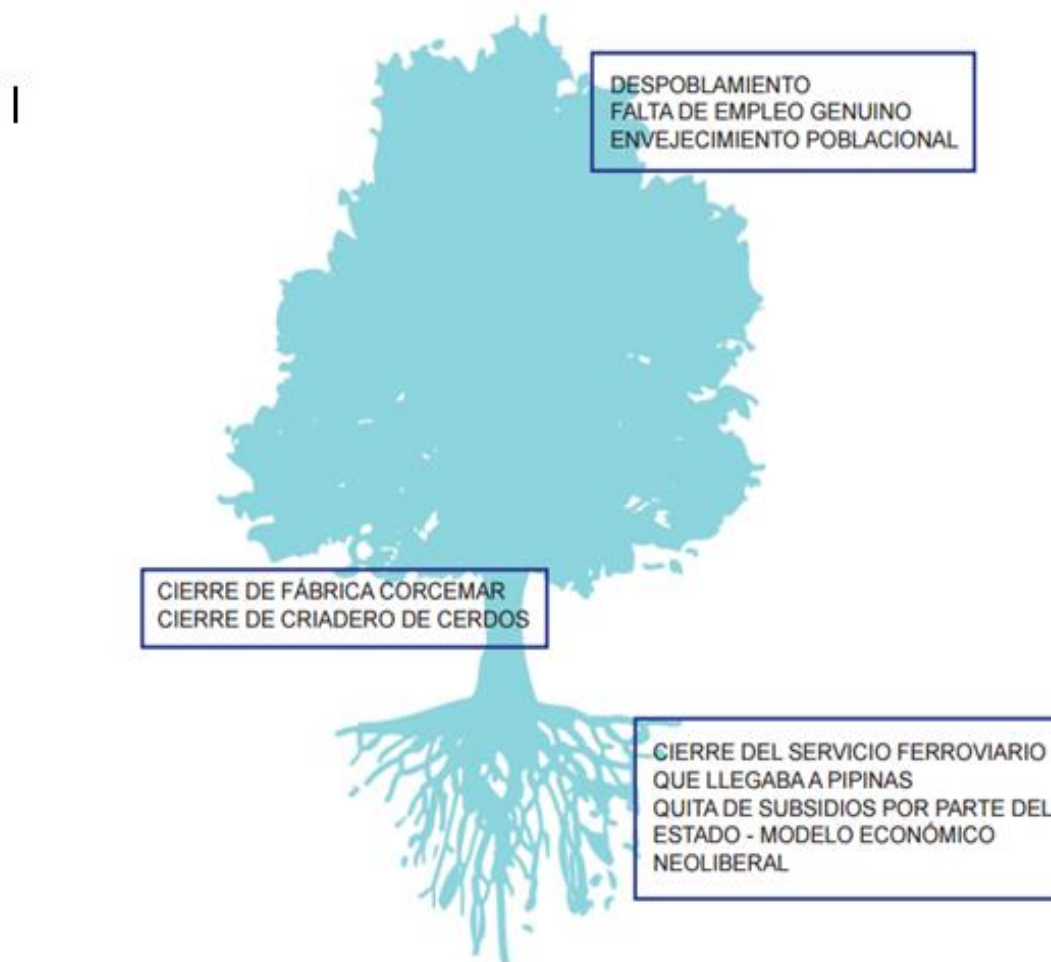 DESPOBLAMIENTO
FALTA DE EMPLEO GENUINO
ENVEJECIMIENTO POBLACIONAL
CIERRE DE FÁBRICA CORCEMAR
CIERRE DE CRIADERO DE CERDOS
CIERRE DEL SERVICIO FERROVIARIO
QUE LLEGABA A PIPINAS
QUITA DE SUBSIDIOS POR PARTE DEL
ESTADO - MODELO ECONÓMICO
NEOLIBERAL